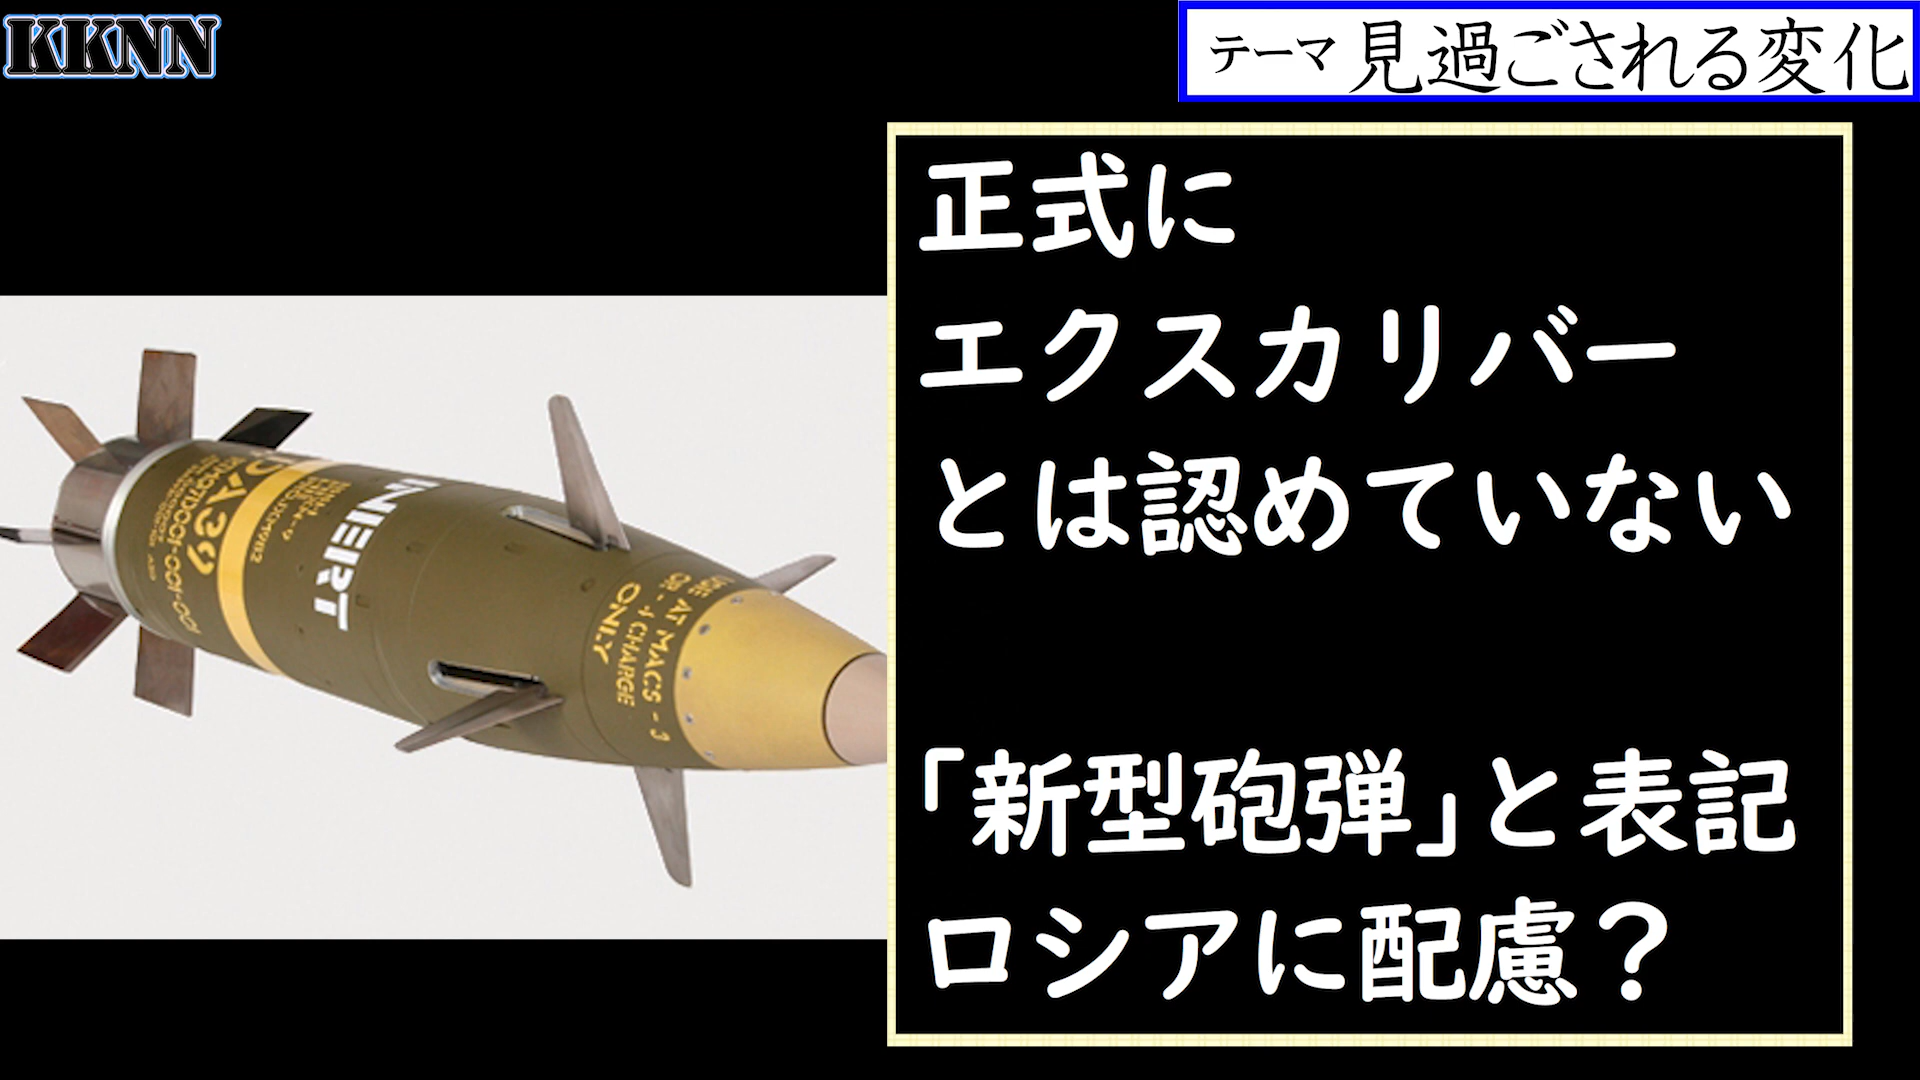 KKNN
テーマ 見過ごされる変化
正式に
エクスカリバー
とは認めていない
「新型砲弾」と表記
ロシアに配慮？
INERT
USE AT MACS - 3
OR - 4 CHARGE
ONLY
A39